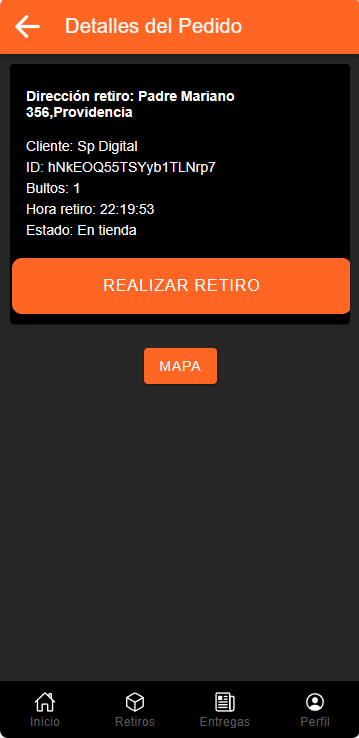 Detalles del Pedido
Dirección retiro: Padre Mariano
356,Providencia
Cliente: Sp Digital
ID: hNkEOQ55TSYyb1TLNrp7
Bultos: 1
Hora retiro: 22:19:53
Estado: En tienda
REALIZAR RETIRO
MAPA
Inicio
Retiros
Entregas
Perfil